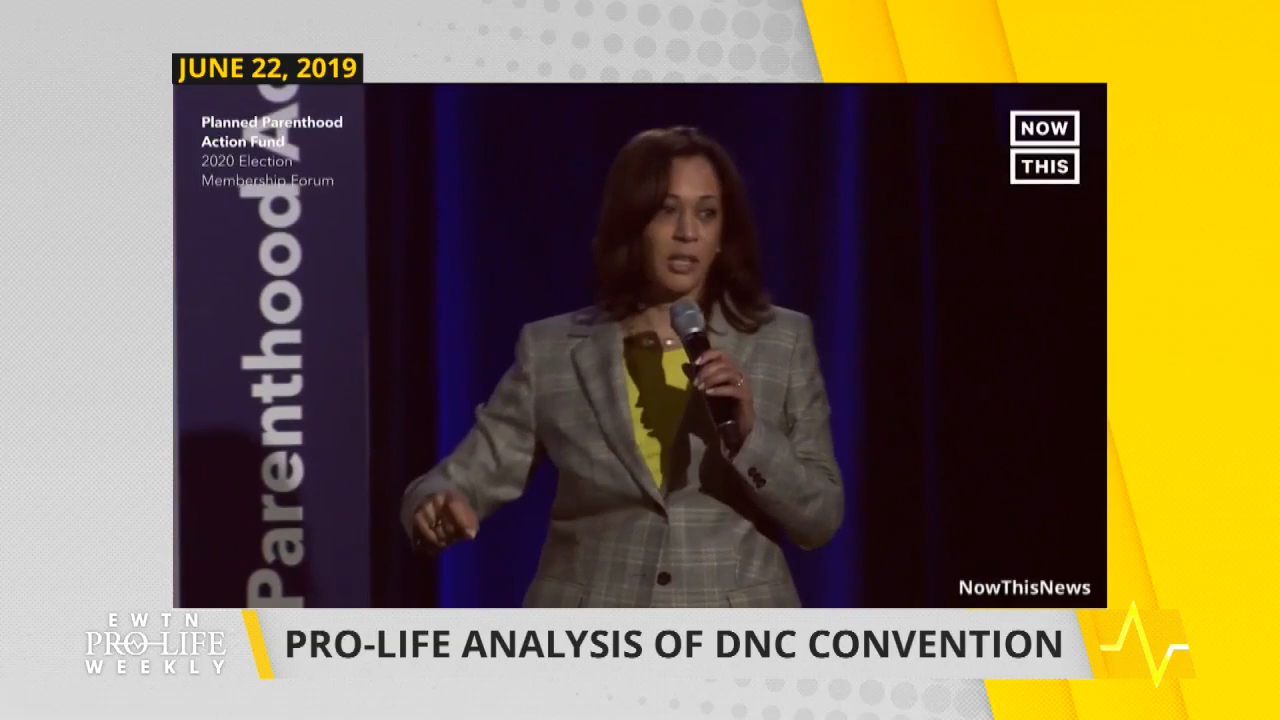 JUNE 22, 2019
Planned Parenthood
Action Fund
2020 Election
Membership Forum
Parenthood Ac
NOW
THIS
NowThisNews
EWTN
PRO-LIFE
WEEKLY
PRO-LIFE ANALYSIS OF DNC CONVENTION